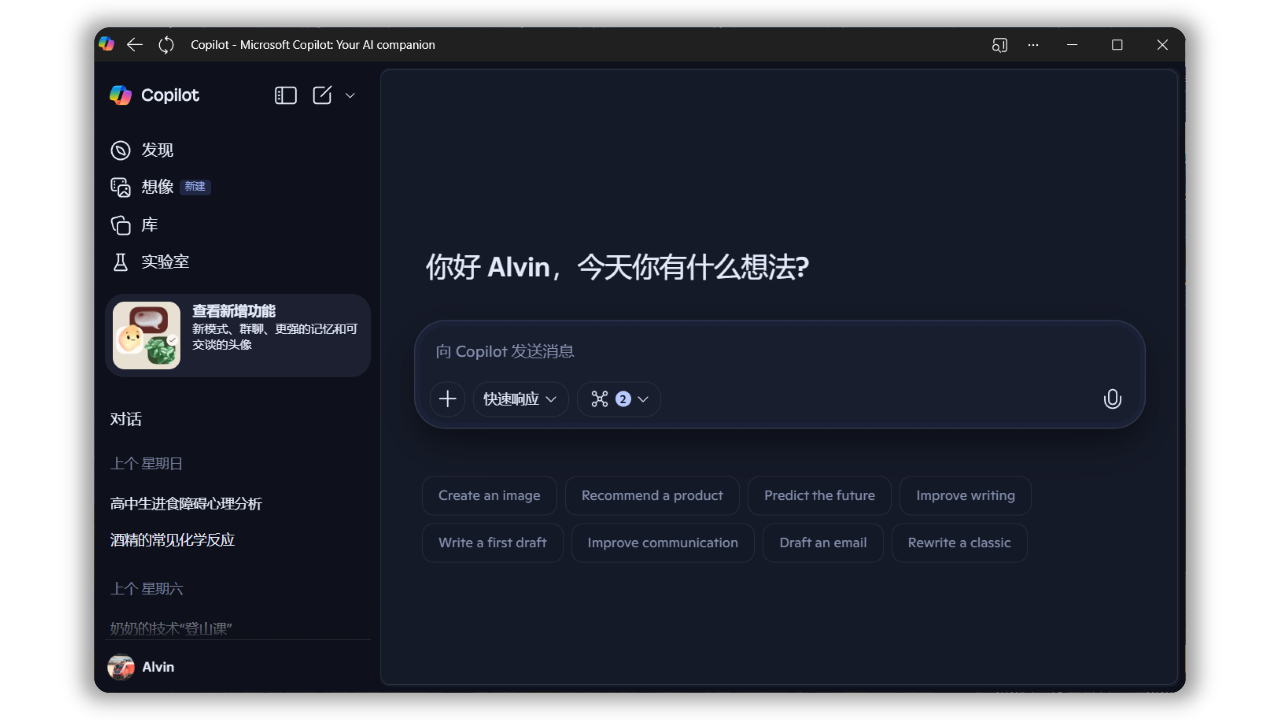 Copilot - Microsoft Copilot: Your AI companion
Copilot
发现
想像 新建
库
实验室
查看新增功能
新模式、群聊、更强的记忆和可
交谈的头像
对话
上个 星期日
高中生进食障碍心理分析
酒精的常见化学反应
上个 星期六
奶奶的技术“登山课”
Alvin
你好 Alvin，今天你有什么想法?
向 Copilot 发送消息
快速响应
2
Create an image
Recommend a product
Predict the future
Improve writing
Write a first draft
Improve communication
Draft an email
Rewrite a classic